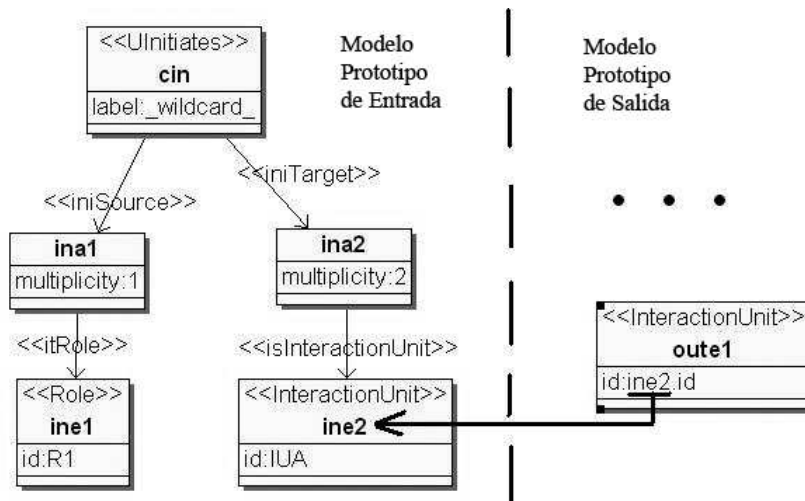 <<UInitiates>>
cin
label:_wildcard_
Modelo
Prototipo
de Entrada
Modelo
Prototipo
de Salida
<<iniSource>>
<<iniTarget>>
ina1
multiplicity:1
ina2
multiplicity:2
<<itRole>>
<<isInteractionUnit>>
<<Role>>
ine1
id:R1
<<InteractionUnit>>
ine2
id:IUA
<<InteractionUnit>>
oute1
id:ine2.id